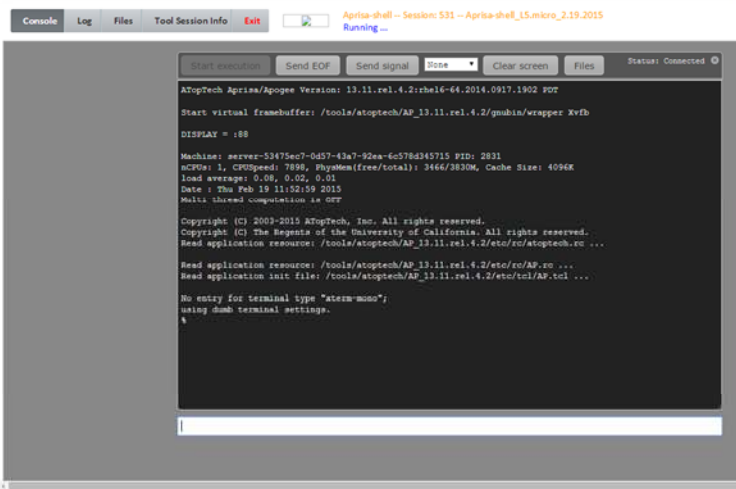 Console Log Files Tool Session Info Exit
Aprisa-shell -- Session: 531 -- Aprisa-shell_L5.micro_2.19.2015
Running ...
Start execution Send EOF Send signal None Clear screen Files Status: Connected
ATopTech Aprisa/Apogee Version: 13.11.rel.4.2:rhel6-64.2014.0917.1902 PDT
Start virtual framebuffer: /tools/atoptech/AP_13.11.rel.4.2/gnubin/wrapper Xvfb
DISPLAY = :88
Machine: server-53475ec7-0d57-43a7-92ea-6c578d345715 PID: 2831
nCPUs: 1, CPUSpeed: 7898, PhysMem(free/total): 3466/3830M, Cache Size: 4096K
load average: 0.08, 0.02, 0.01
Date : Thu Feb 19 11:52:59 2015
Multi thread computation is OFF
Copyright (C) 2003-2015 ATopTech, Inc. All rights reserved.
Copyright (C) The Regents of the University of California. All rights reserved.
Read application resource: /tools/atoptech/AP_13.11.rel.4.2/etc/rc/atoptech.rc ...
Read application resource: /tools/atoptech/AP_13.11.rel.4.2/etc/rc/AP.rc ...
Read application init file: /tools/atoptech/AP_13.11.rel.4.2/etc/tcl/AP.tcl ...
No entry for terminal type "aterm-mono";
using dumb terminal settings.
%